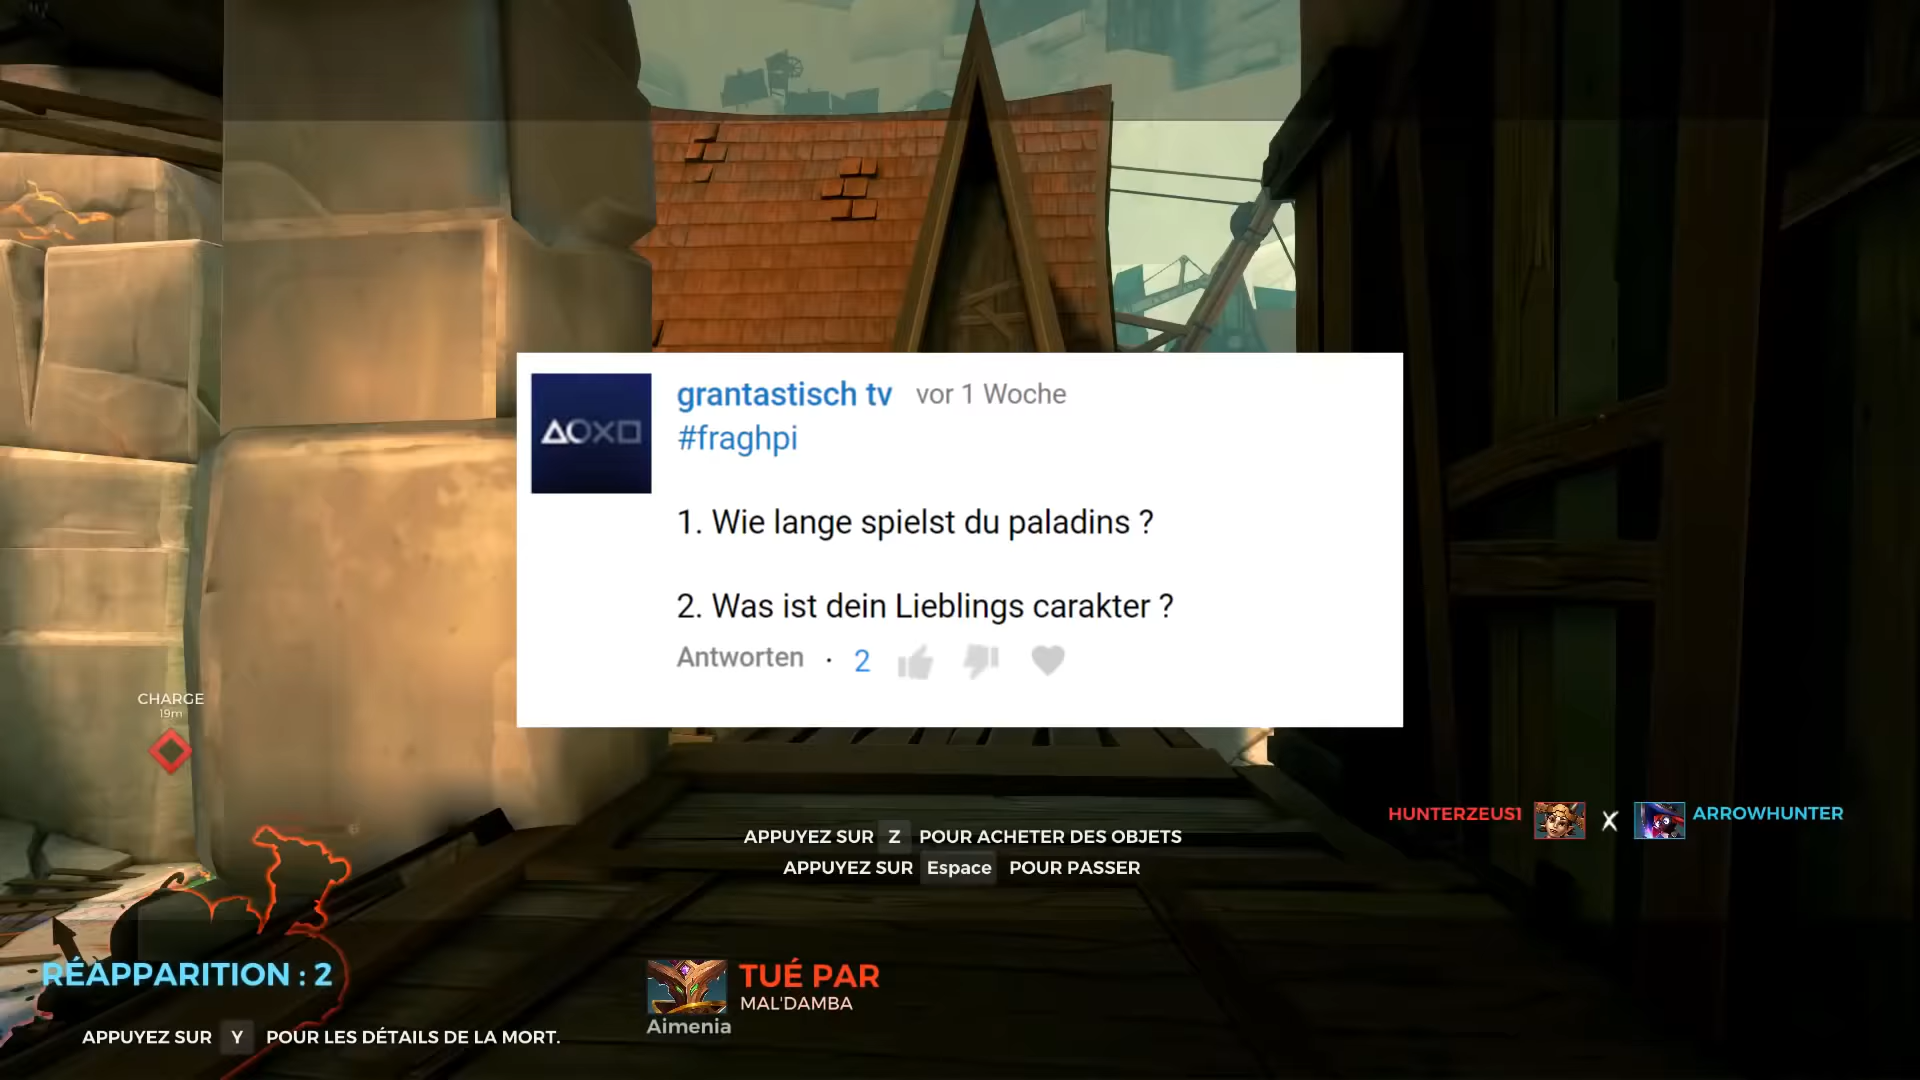 grantastisch tv vor 1 Woche
#fraghpi
1. Wie lange spielst du paladins ?
2. Was ist dein Lieblings carakter ?
Antworten · 2
CHARGE
19m
HUNTERZEUS1 X ARROWHUNTER
APPUYEZ SUR Z POUR ACHETER DES OBJETS
APPUYEZ SUR Espace POUR PASSER
RÉAPPARITION : 2
TUÉ PAR
MAL'DAMBA
Aimenia
APPUYEZ SUR Y POUR LES DÉTAILS DE LA MORT.